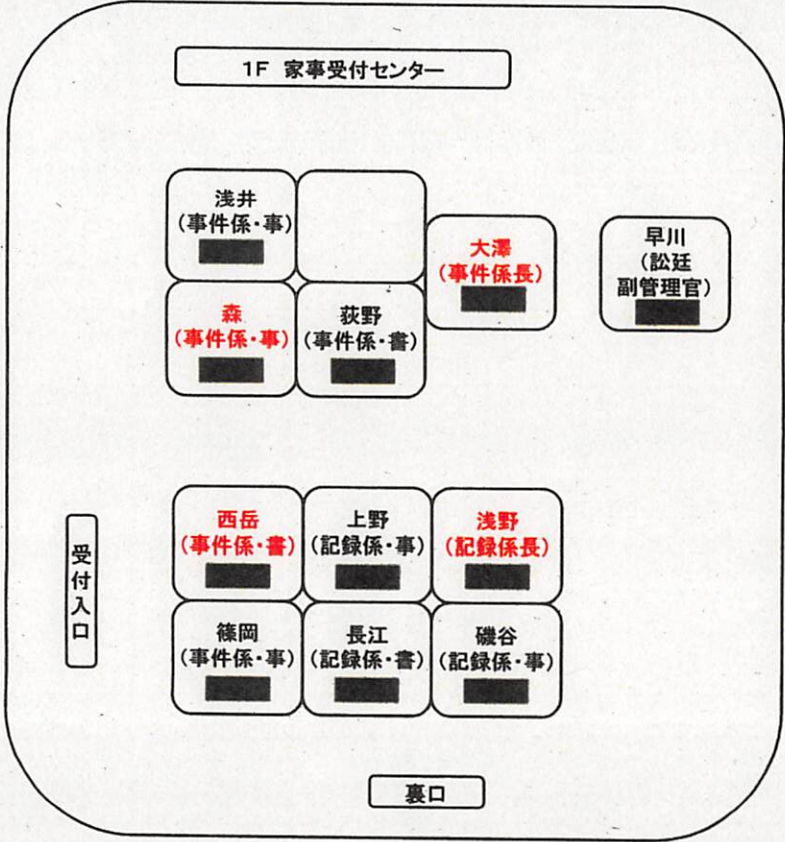 1F 家事受付センター
浅井
(事件係・事)
大澤
(事件係長)
早川
(訟廷
副管理官)
森
(事件係・事)
荻野
(事件係・書)
西岳
(事件係・書)
上野
(記録係・事)
浅野
(記録係長)
受付入口
篠岡
(事件係・事)
長江
(記録係・書)
磯谷
(記録係・事)
裏口